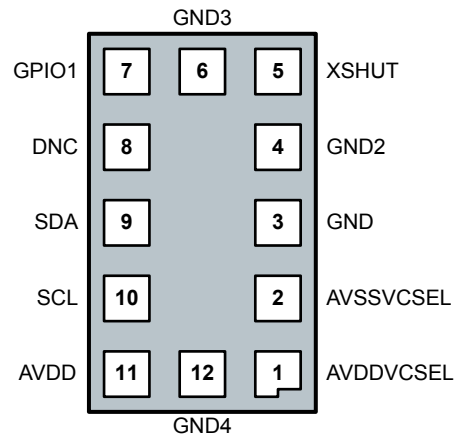 GND3
GPIO1 7 6 5 XSHUT
DNC 8 4 GND2
SDA 9 3 GND
SCL 10 2 AVSSVCSEL
AVDD 11 12 1 AVDDVCSEL
GND4